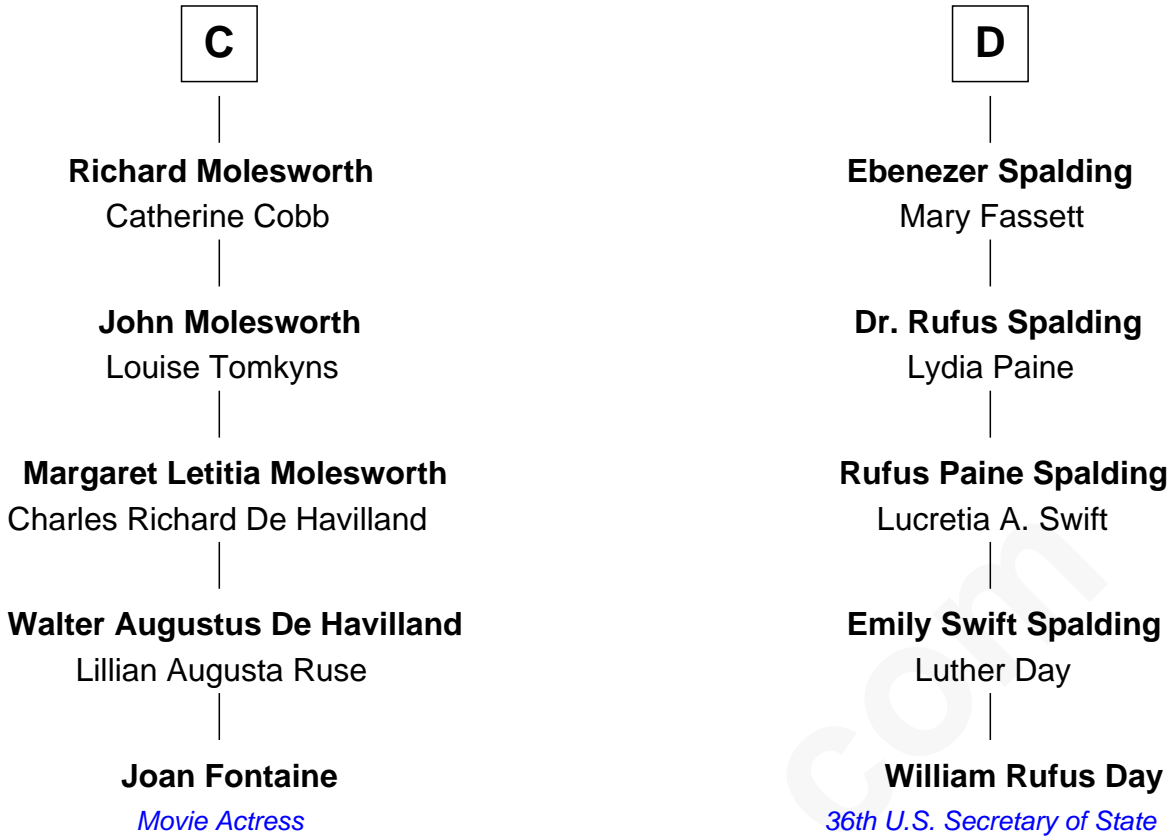 C
D
Richard Molesworth
Catherine Cobb
Ebenezer Spalding
Mary Fassett
John Molesworth
Louise Tomkyns
Dr. Rufus Spalding
Lydia Paine
Margaret Letitia Molesworth
Charles Richard De Havilland
Rufus Paine Spalding
Lucretia A. Swift
Walter Augustus De Havilland
Lillian Augusta Ruse
Emily Swift Spalding
Luther Day
Joan Fontaine
Movie Actress
William Rufus Day
36th U.S. Secretary of State
com